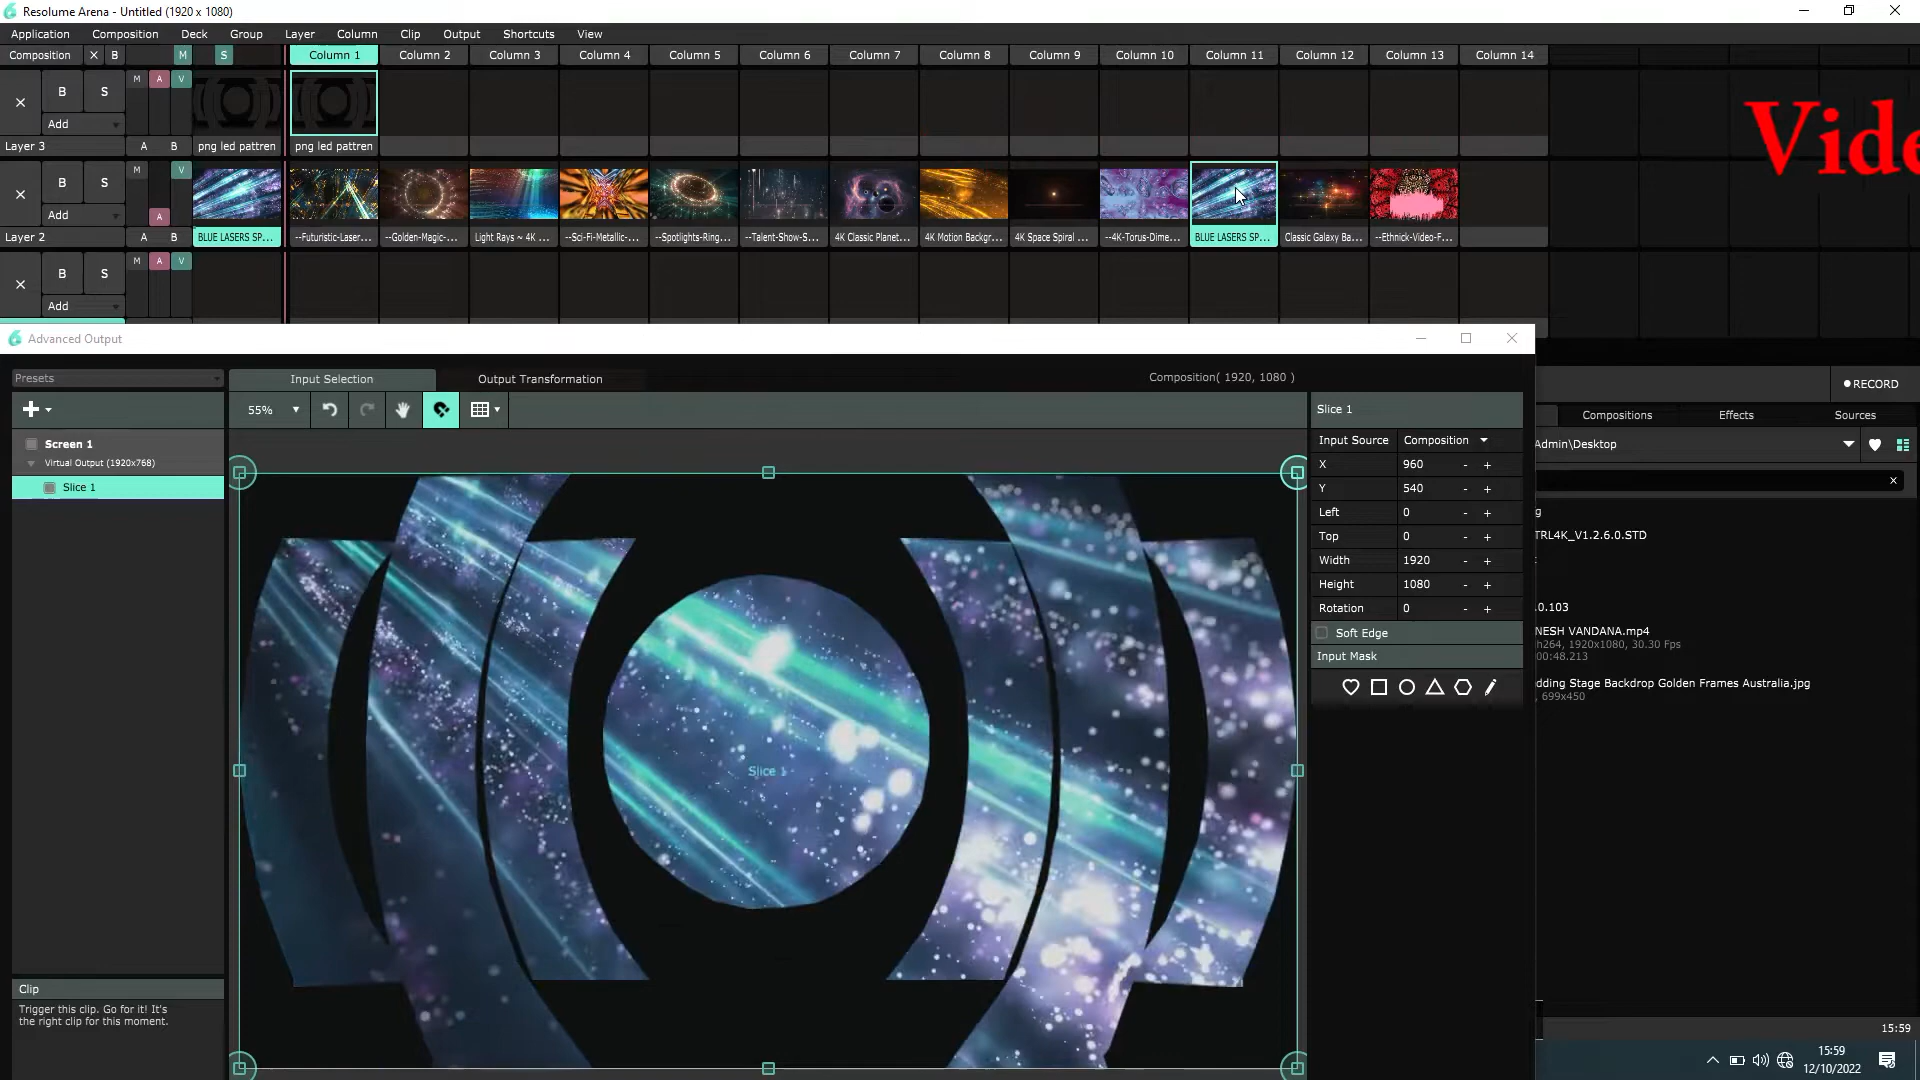 Resolume Arena - Untitled (1920 x 1080)
Application Composition Deck Group Layer Column Clip Output Shortcuts View
Composition X B M S Column 1 Column 2 Column 3 Column 4 Column 5 Column 6 Column 7 Column 8 Column 9 Column 10 Column 11 Column 12 Column 13 Column 14
B S M A V
Add
Layer 3 A B png led pattren png led pattren
Vide
B S M V
Add A
Layer 2 A B BLUE LASERS SP... --Futuristic-Laser... --Golden-Magic-... Light Rays ~ 4K ... --Sci-Fi-Metallic-... --Spotlights-Ring... --Talent-Show-S... 4K Classic Planet... 4K Motion Backgr... 4K Space Spiral ... --4K-Torus-Dime... BLUE LASERS SP... Classic Galaxy Ba... --Ethnick-Video-F...
B S M A V
Add
Advanced Output
Presets Input Selection Output Transformation Composition( 1920, 1080 )
RECORD
55% Slice 1
Compositions Effects Sources
Screen 1
Virtual Output (1920x768)
Slice 1
Input Source Composition
Admin\Desktop
X 960 - +
Y 540 - +
Left 0 - +
Top 0 - +
Width 1920 - +
Height 1080 - +
Rotation 0 - +
Soft Edge
Input Mask
g
TRL4K_V1.2.6.0.STD
.0.103
NESH VANDANA.mp4
h264, 1920x1080, 30.30 Fps
00:48.213
dding Stage Backdrop Golden Frames Australia.jpg
, 699x450
Slice 1
Clip
Trigger this clip. Go for it! It's
the right clip for this moment.
15:59
15:59
12/10/2022